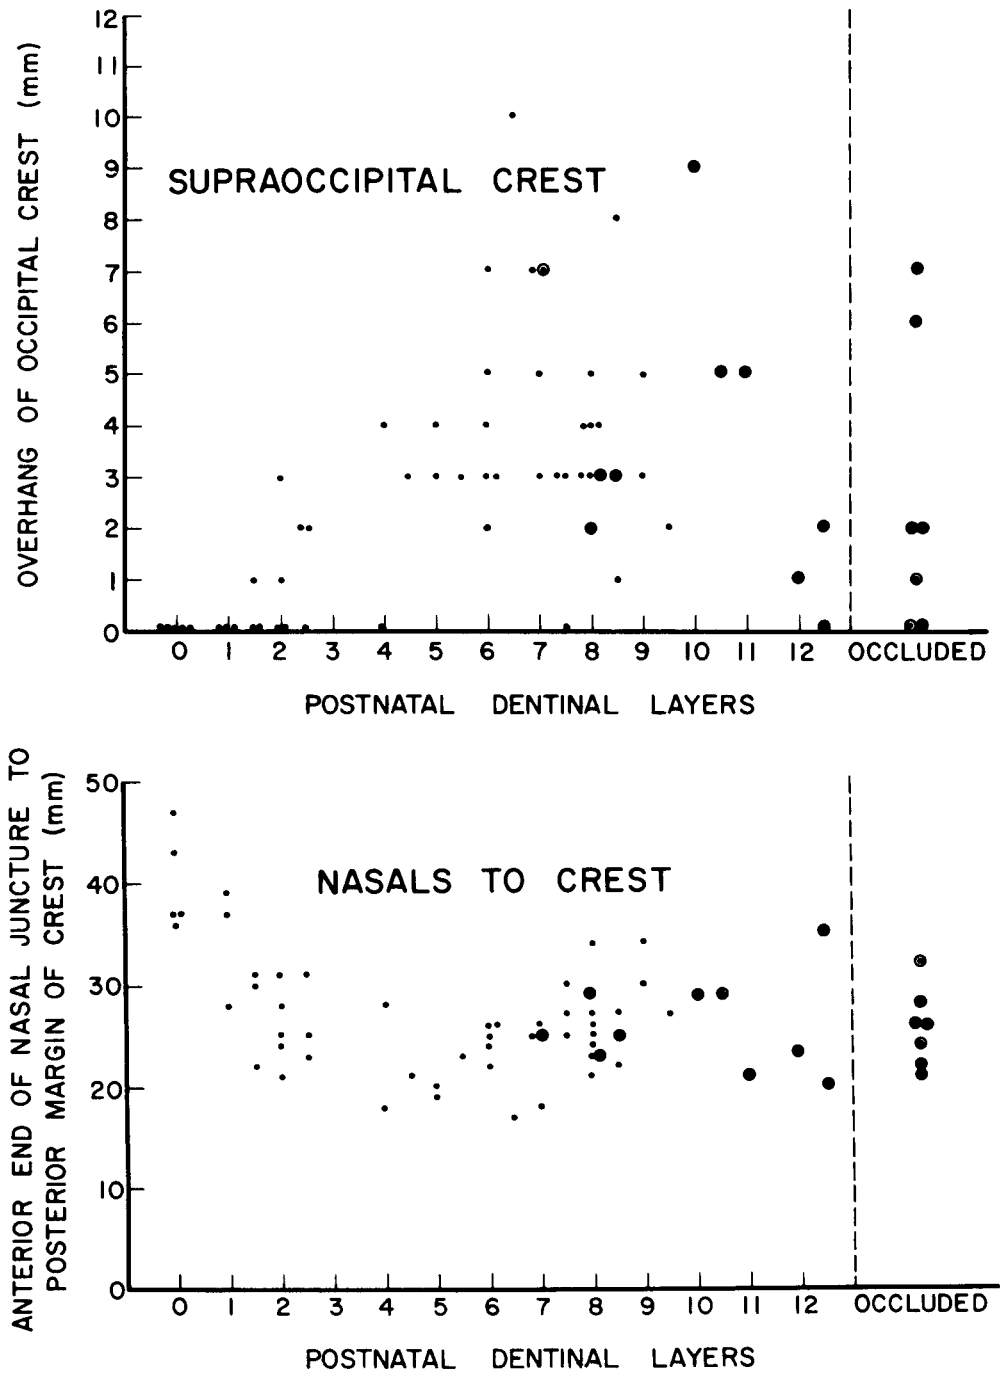 12
11
10
9
8
7
6
5
4
3
2
1
0
OVERHANG OF OCCIPITAL CREST (mm)
SUPRAOCCIPITAL CREST
0 1 2 3 4 5 6 7 8 9 10 11 12 OCCLUDED
POSTNATAL DENTINAL LAYERS
50
40
30
20
10
0
ANTERIOR END OF NASAL JUNCTURE TO
POSTERIOR MARGIN OF CREST (mm)
NASALS TO CREST
0 1 2 3 4 5 6 7 8 9 10 11 12 OCCLUDED
POSTNATAL DENTINAL LAYERS